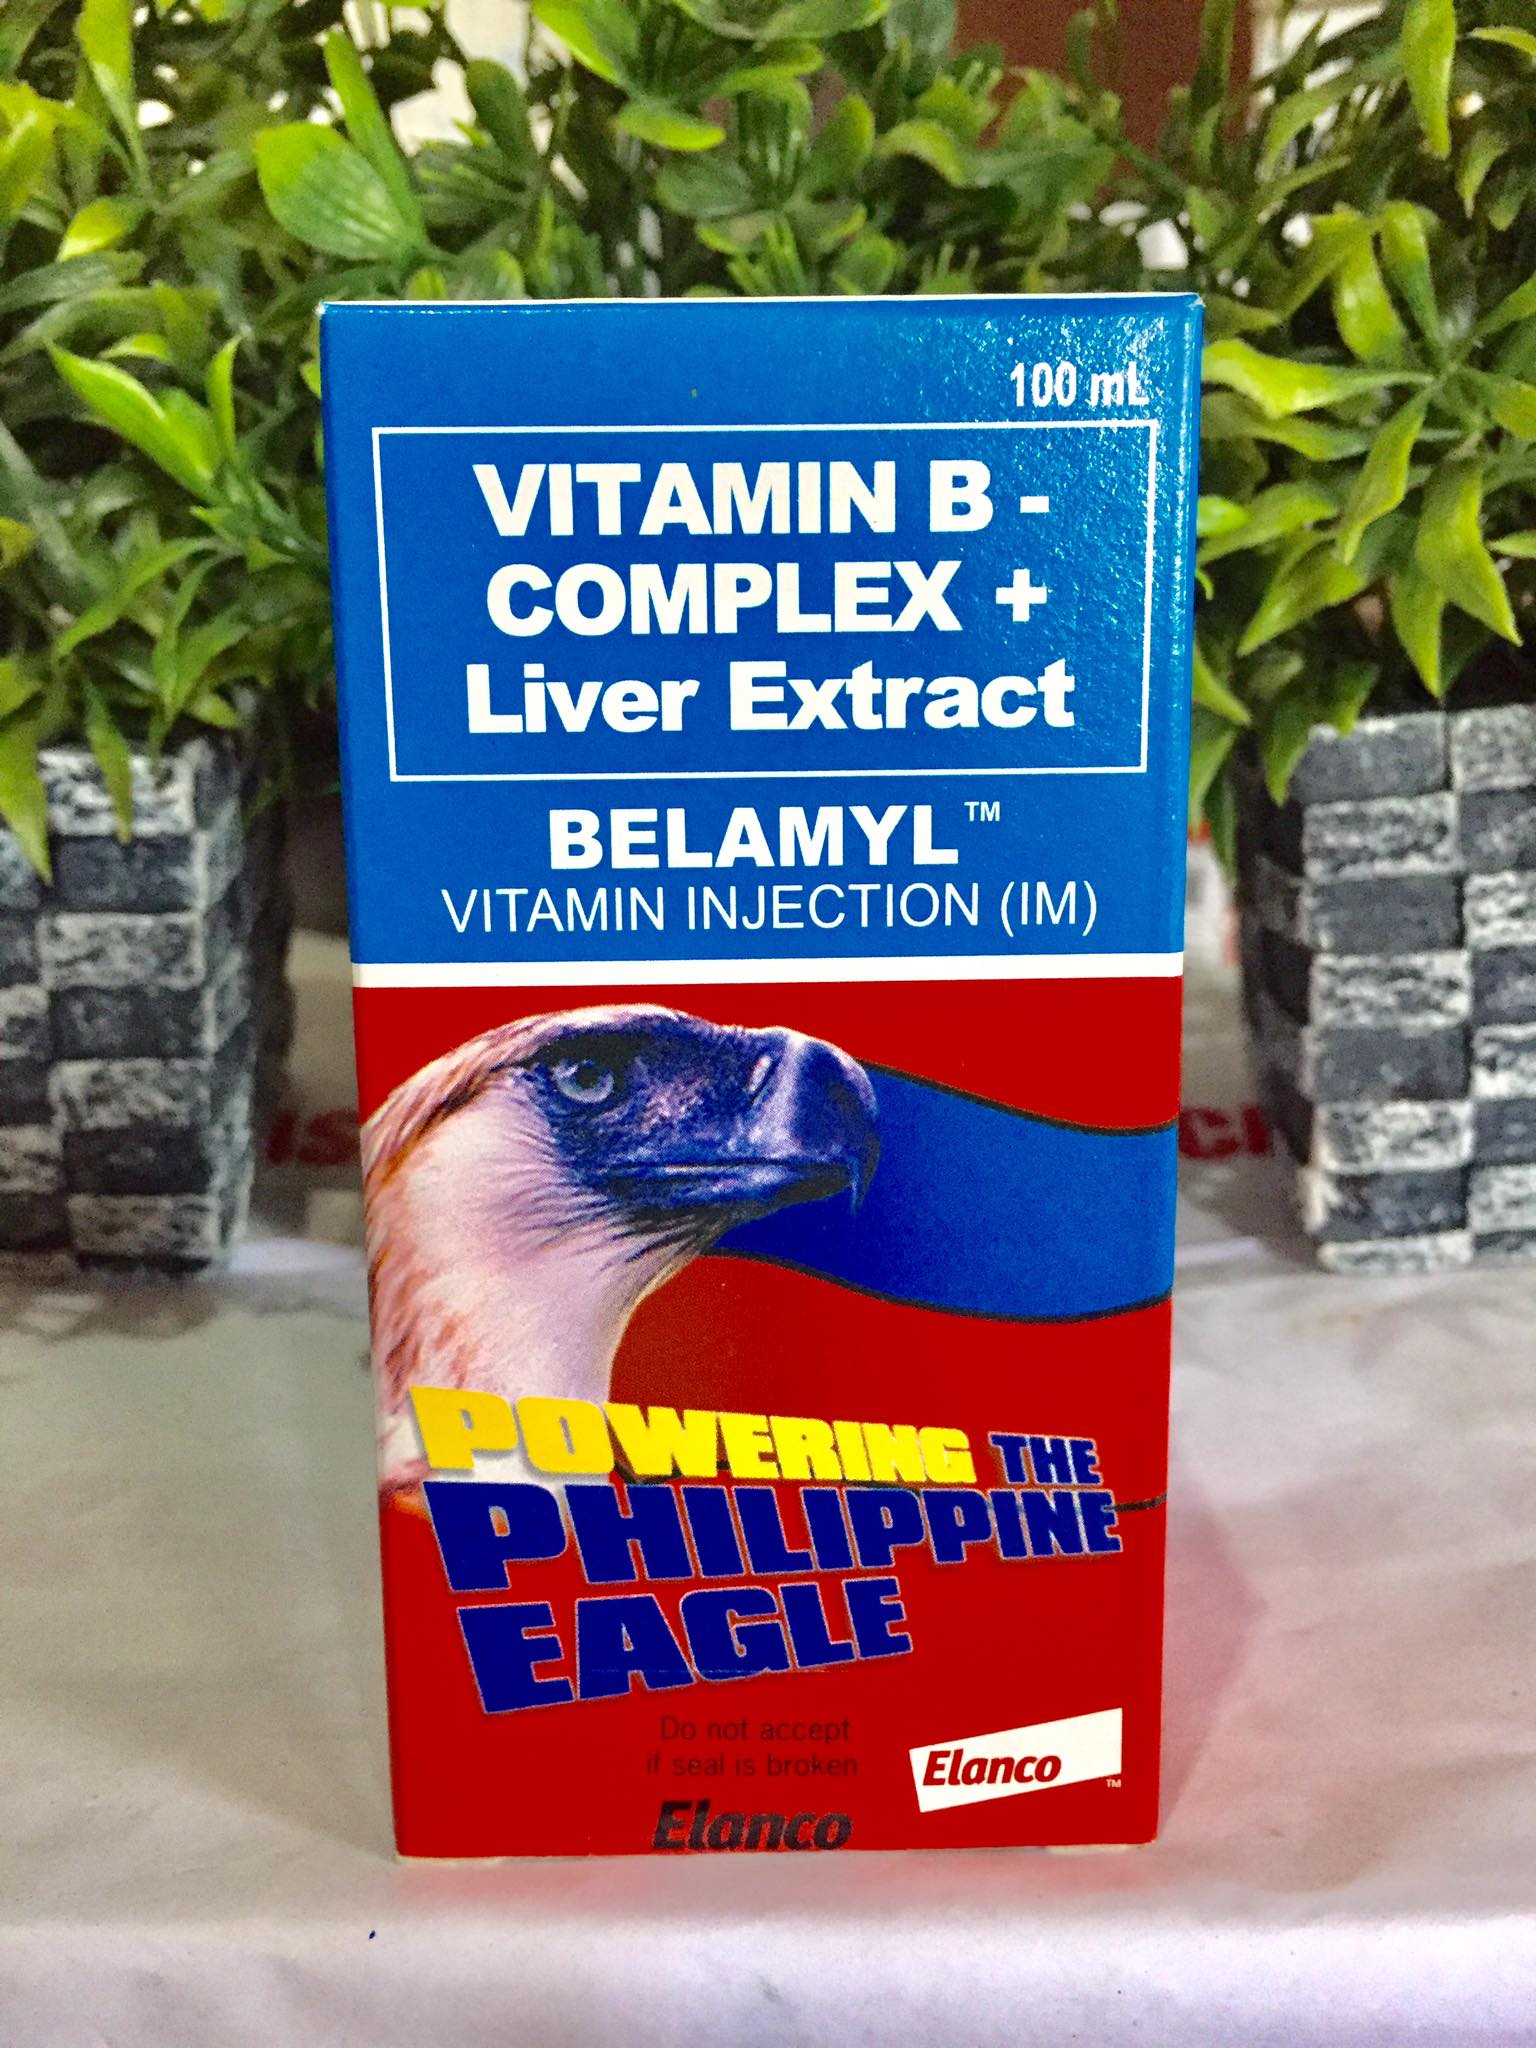 100 mL
VITAMIN B -
COMPLEX +
Liver Extract
BELAMYL™
VITAMIN INJECTION (IM)
POWERING THE
PHILIPPINE
EAGLE
Do not accept
if seal is broken
Elanco™
Elanco